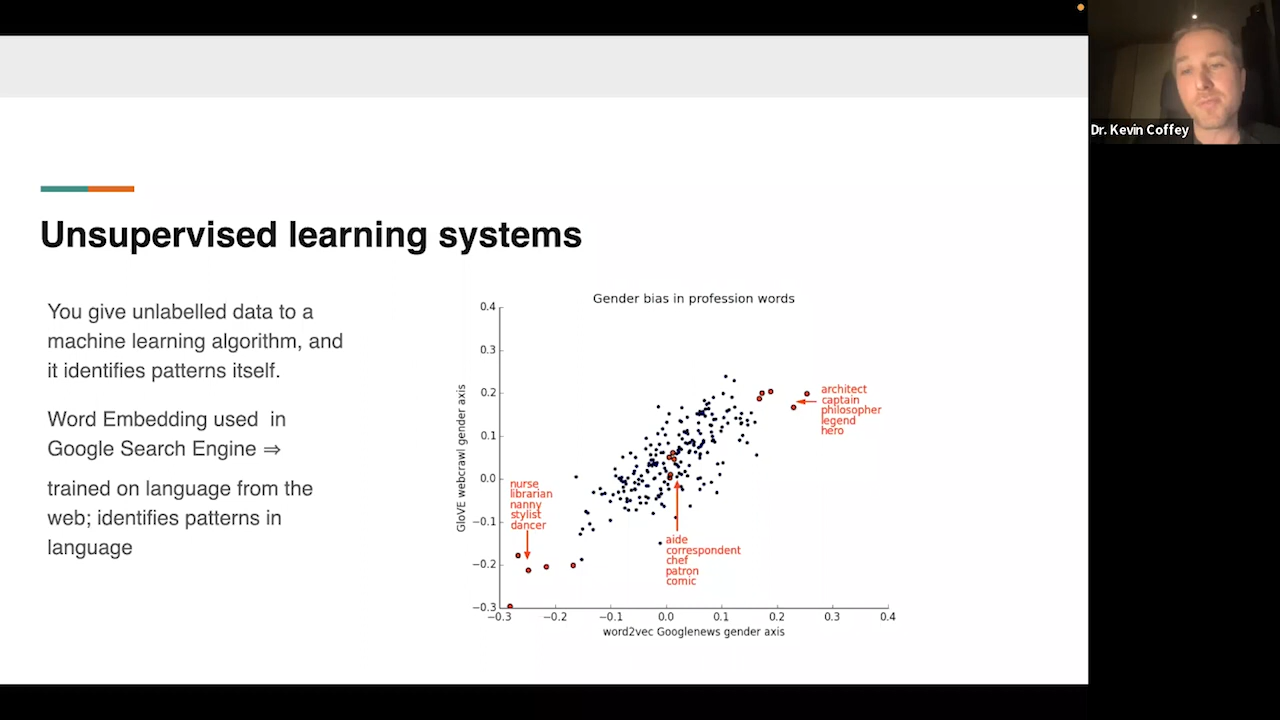 Dr. Kevin Coffey
Unsupervised learning systems
You give unlabelled data to a
machine learning algorithm, and
it identifies patterns itself.
Word Embedding used in
Google Search Engine ⇒
trained on language from the
web; identifies patterns in
language
Gender bias in profession words
GloVE webcrawl gender axis
0.4
0.3
0.2
0.1
0.0
−0.1
−0.2
−0.3
architect
captain
philosopher
legend
hero
nurse
librarian
nanny
stylist
dancer
aide
correspondent
chef
patron
comic
−0.3 −0.2 −0.1 0.0 0.1 0.2 0.3 0.4
word2vec Googlenews gender axis